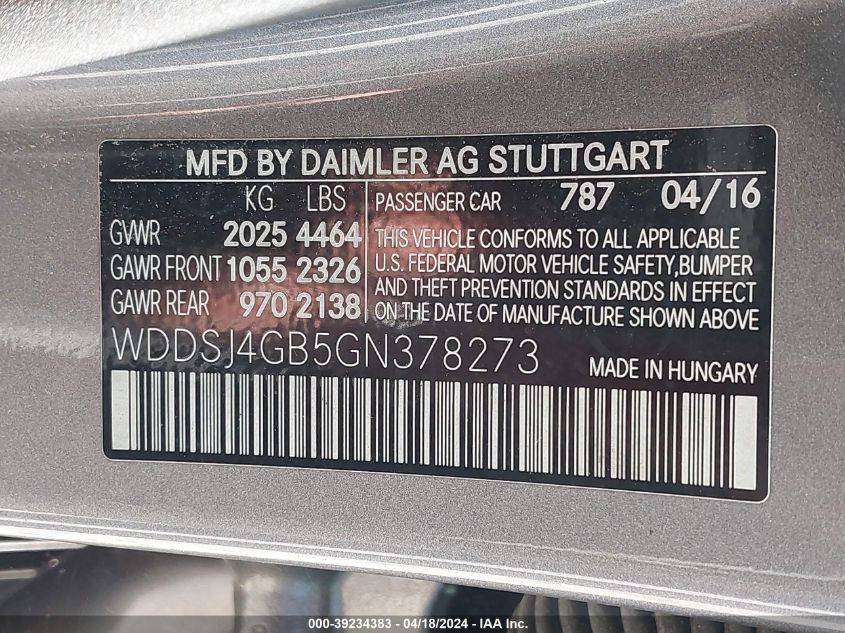 MFD BY DAIMLER AG STUTTGART
KG LBS
GVWR 2025 4464
GAWR FRONT 1055 2326
GAWR REAR 970 2138
PASSENGER CAR 787 04/16
THIS VEHICLE CONFORMS TO ALL APPLICABLE
U.S. FEDERAL MOTOR VEHICLE SAFETY,BUMPER
AND THEFT PREVENTION STANDARDS IN EFFECT
ON THE DATE OF MANUFACTURE SHOWN ABOVE
WDDSJ4GB5GN378273
MADE IN HUNGARY
000-39234383 - 04/18/2024 - IAA Inc.